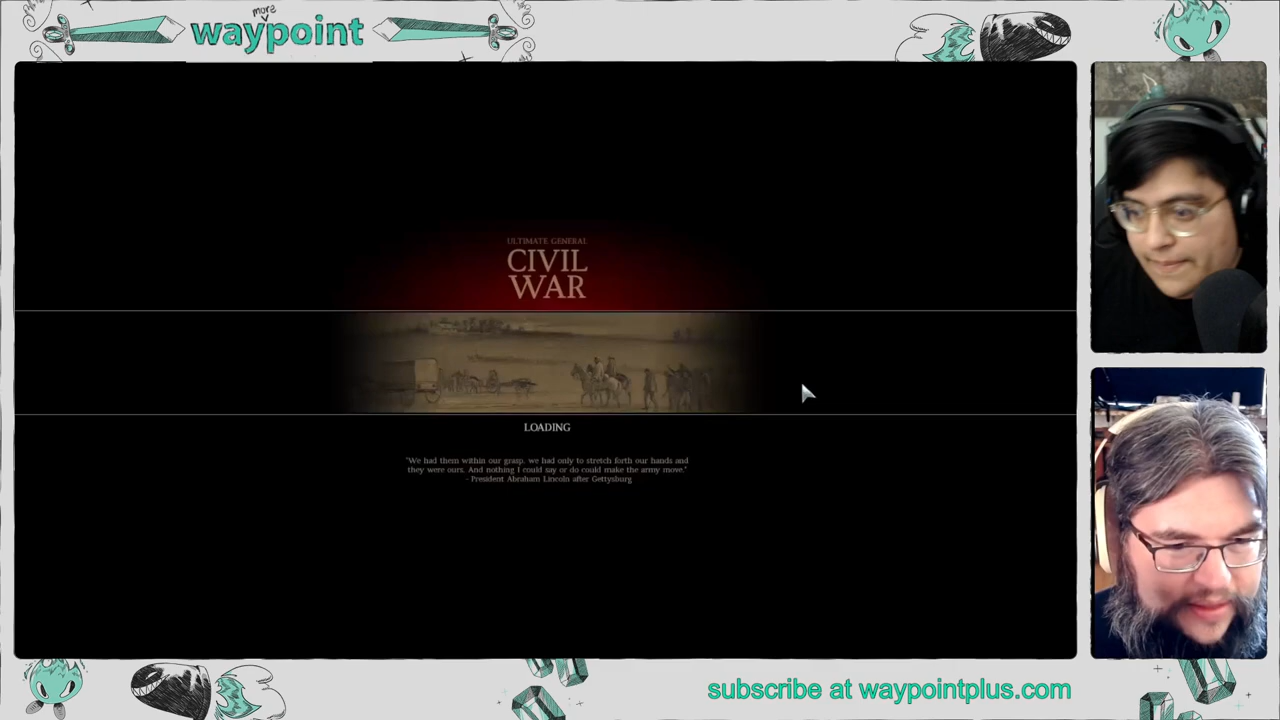 more
waypoint
ULTIMATE GENERAL
CIVIL
WAR
LOADING
"We had them within our grasp, we had only to stretch forth our hands and
they were ours. And nothing I could say or do could make the army move."
- President Abraham Lincoln after Gettysburg
subscribe at waypointplus.com